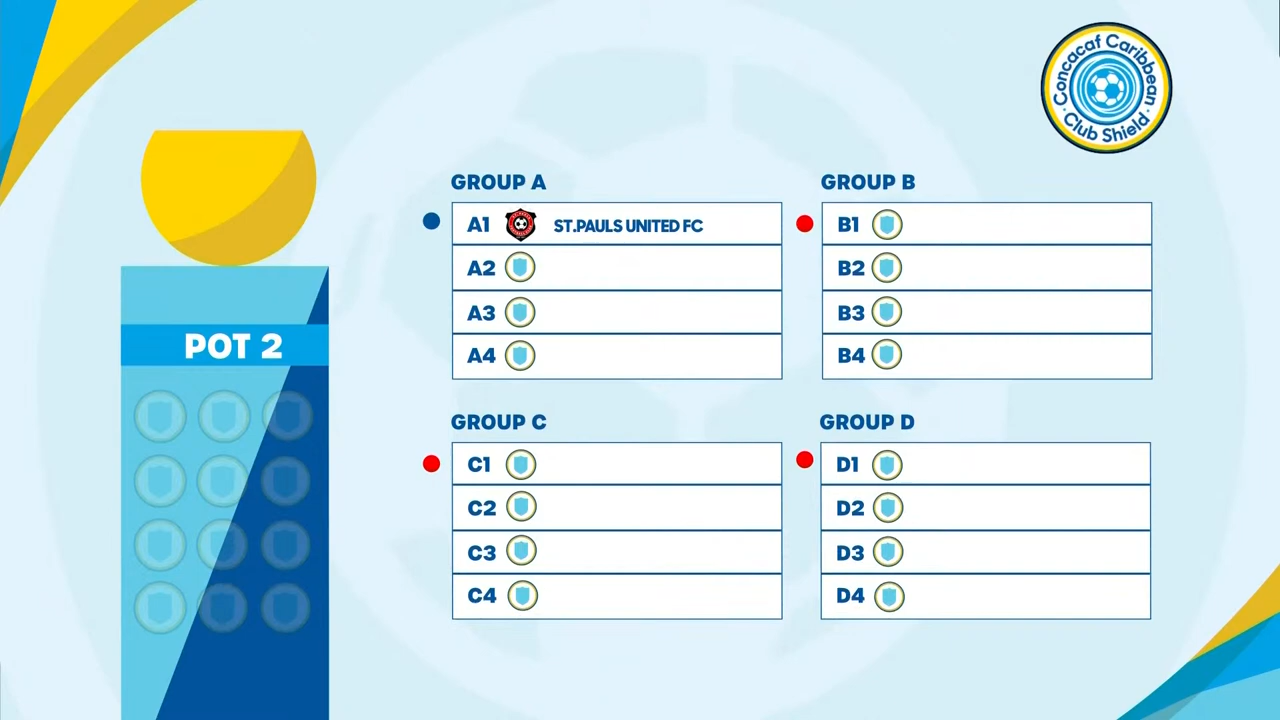 Concacaf Caribbean
Club Shield
GROUP A
A1 ST.PAULS UNITED FC
A2
A3
A4
GROUP B
B1
B2
B3
B4
POT 2
GROUP C
C1
C2
C3
C4
GROUP D
D1
D2
D3
D4